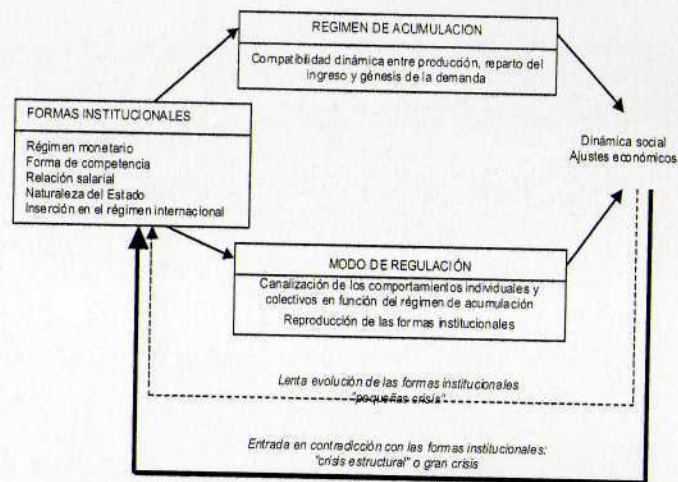 REGIMEN DE ACUMULACION
Compatibilidad dinámica entre producción, reparto del
ingreso y génesis de la demanda
FORMAS INSTITUCIONALES
Régimen monetario
Forma de competencia
Relación salarial
Naturaleza del Estado
Inserción en el régimen internacional
Dinámica social
Ajustes económicos
MODO DE REGULACIÓN
Canalización de los comportamientos individuales y
colectivos en función del régimen de acumulación
Reproducción de las formas institucionales
Lenta evolución de las formas institucionales
"pequeñas crisis"
Entrada en contradicción con las formas institucionales:
"crisis estructural" o gran crisis